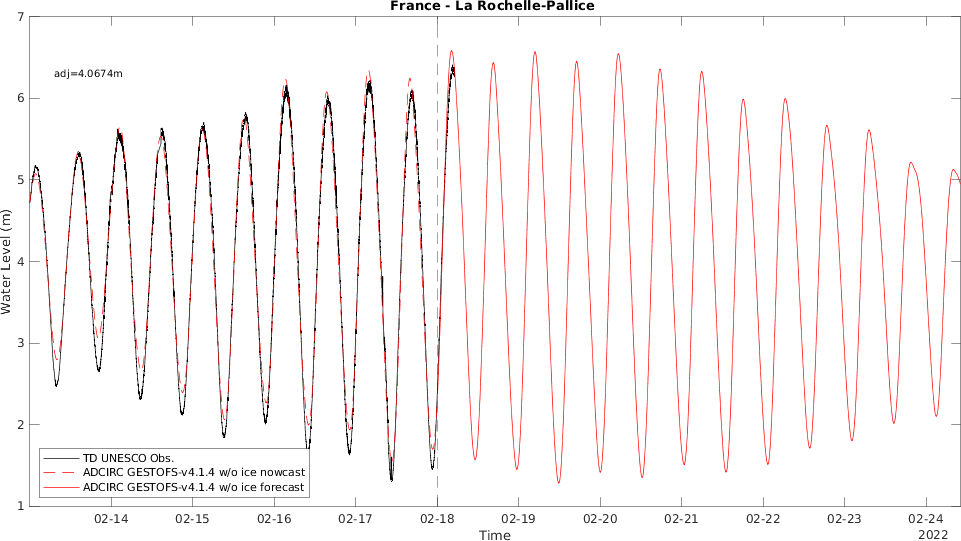 France - La Rochelle-Pallice
adj=4.0674m
7
6
5
4
3
2
1
Water Level (m)
TD UNESCO Obs.
ADCIRC GESTOFS-v4.1.4 w/o ice nowcast
ADCIRC GESTOFS-v4.1.4 w/o ice forecast
02-14 02-15 02-16 02-17 02-18 02-19 02-20 02-21 02-22 02-23 02-24
Time
2022